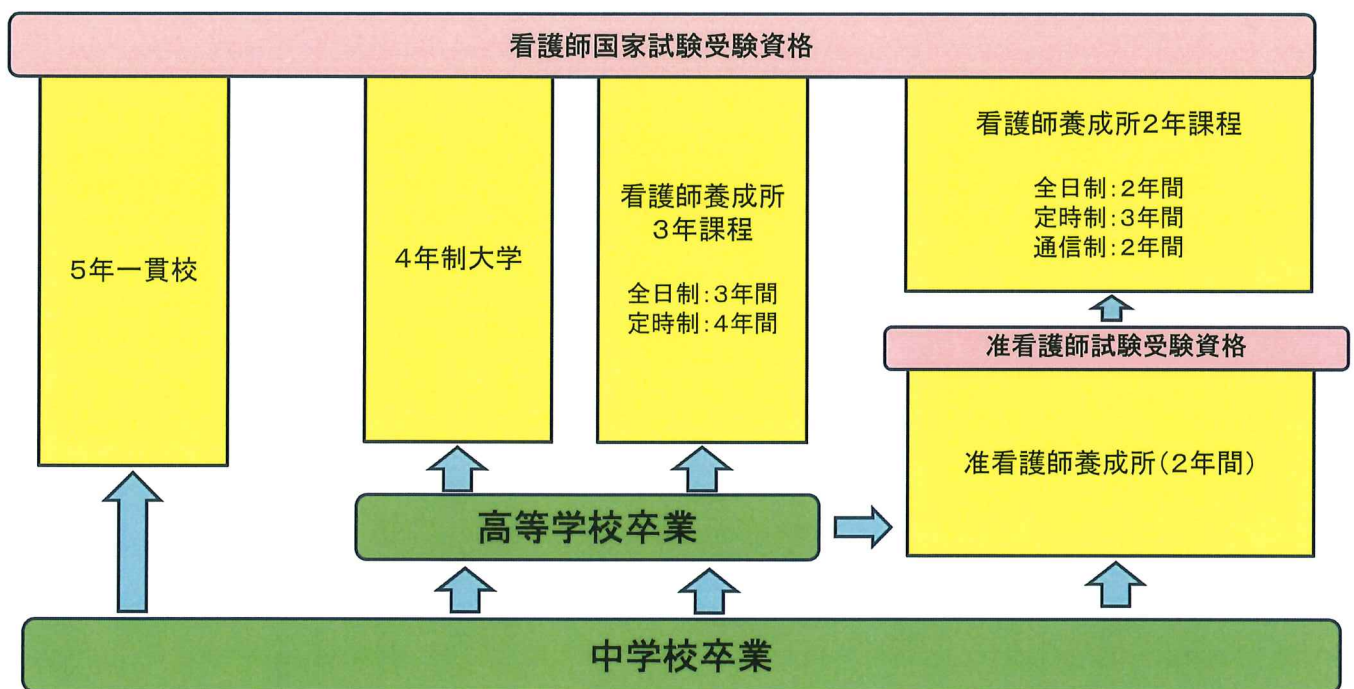 看護師国家試験受験資格
5年一貫校
4年制大学
看護師養成所
3年課程
全日制:3年間
定時制:4年間
看護師養成所2年課程
全日制:2年間
定時制:3年間
通信制:2年間
准看護師試験受験資格
准看護師養成所(2年間)
高等学校卒業
中学校卒業